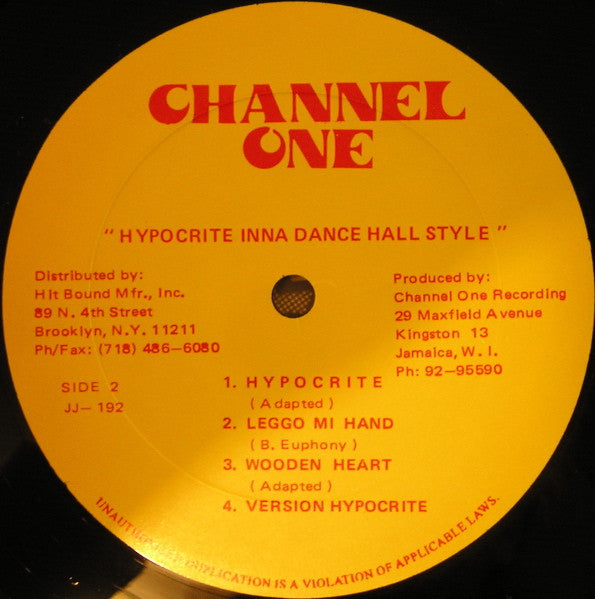 CHANNEL
ONE
"HYPOCRITE INNA DANCE HALL STYLE"
Distributed by:
Hit Bound Mfr., Inc.
89 N. 4th Street
Brooklyn, N.Y. 11211
Ph/Fax: (718) 486-6080
Produced by:
Channel One Recording
29 Maxfield Avenue
Kingston 13
Jamaica, W. I.
Ph: 92-95590
SIDE 2
JJ- 192
1. HYPOCRITE
(Adapted)
2. LEGGO MI HAND
(B. Euphony)
3. WOODEN HEART
(Adapted)
4. VERSION HYPOCRITE
IS A VIOLATION OF APPLICABLE LAWS.